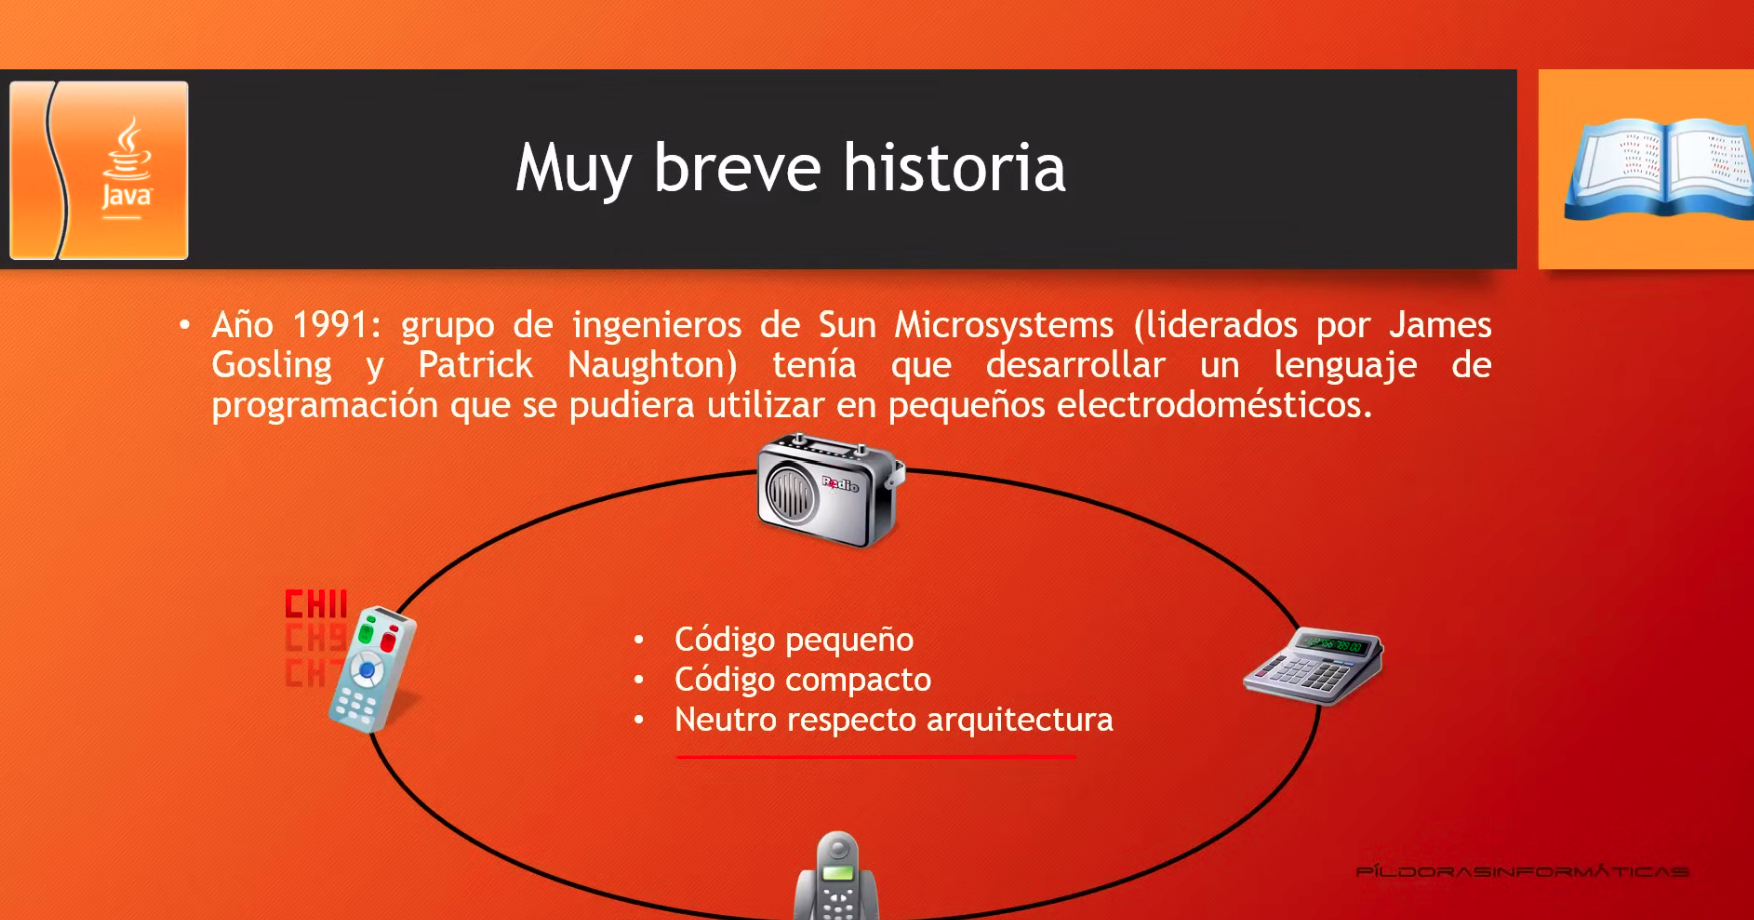 Java
Muy breve historia
• Año 1991: grupo de ingenieros de Sun Microsystems (liderados por James
Gosling y Patrick Naughton) tenía que desarrollar un lenguaje de
programación que se pudiera utilizar en pequeños electrodomésticos.
Radio
CH11
CH9
CH7
• Código pequeño
• Código compacto
• Neutro respecto arquitectura
PÍLDORASINFORMÁTICAS